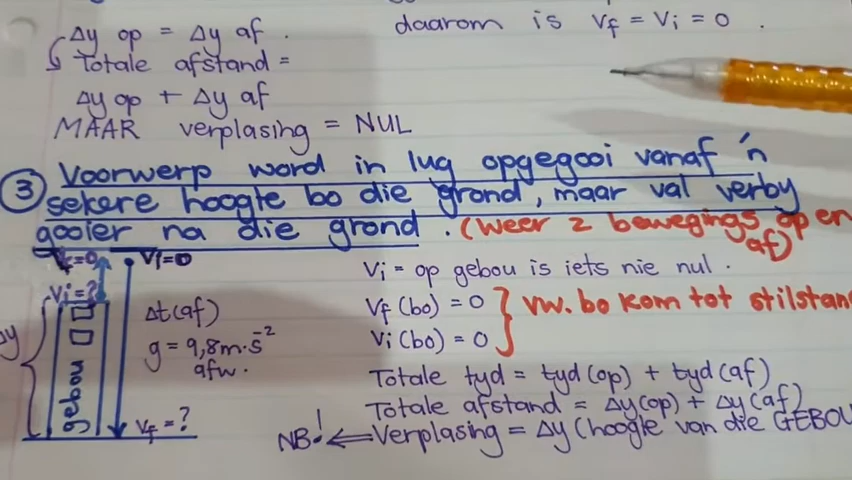 Δy op = Δy af .
Totale afstand =
Δy op + Δy af
MAAR verplasing = NUL
daarom is Vf = Vi = 0 .
③ Voorwerp word in lug opgegooi vanaf 'n
sekere hoogte bo die grond, maar val verby
gooier na die grond . (Weer 2 bewegings op en
af)
Vf=0 Vi=0
Vi=?
Δy
gebou
Δt(af)
g = 9,8m·s⁻²
afw.
Vf=?
Vi = op gebou is iets nie nul .
Vf (bo) = 0 } vw. bo kom tot stilstan
Vi (bo) = 0
Totale tyd = tyd(op) + tyd(af)
Totale afstand = Δy(op) + Δy(af)
NB! ⇐ Verplasing = Δy (hoogte van die GEBOU